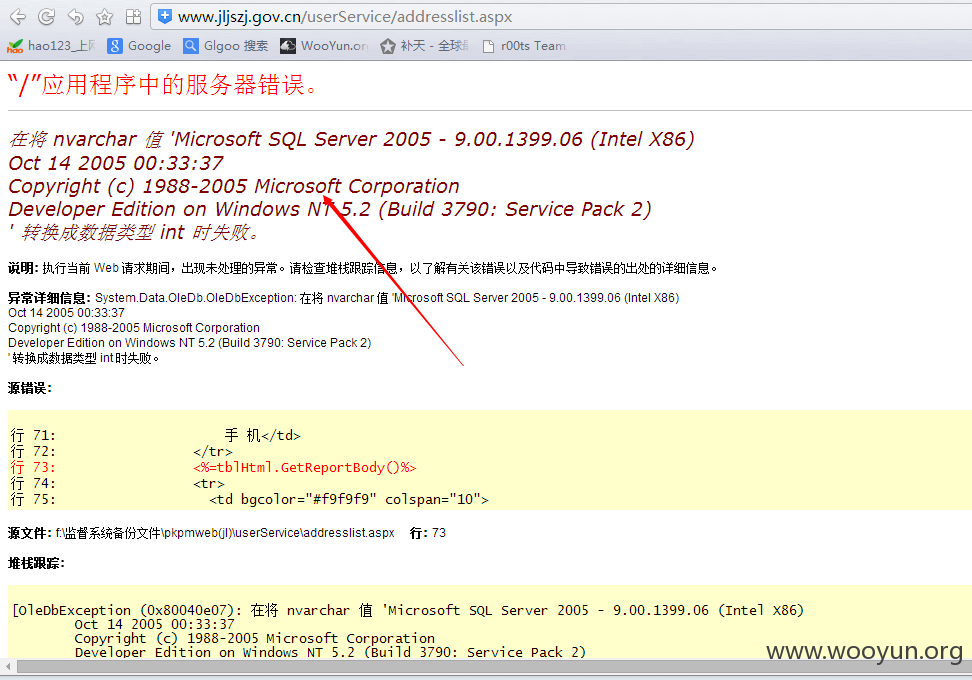 www.jljszj.gov.cn/userService/addresslist.aspx
hao123_上 Google Glgoo 搜索 WooYun.or 补天 - 全球 r00ts Team
“/”应用程序中的服务器错误。
在将 nvarchar 值 'Microsoft SQL Server 2005 - 9.00.1399.06 (Intel X86)
Oct 14 2005 00:33:37
Copyright (c) 1988-2005 Microsoft Corporation
Developer Edition on Windows NT 5.2 (Build 3790: Service Pack 2)
' 转换成数据类型 int 时失败。
说明: 执行当前 Web 请求期间，出现未处理的异常。请检查堆栈跟踪信息，以了解有关该错误以及代码中导致错误的出处的详细信息。
异常详细信息: System.Data.OleDb.OleDbException: 在将 nvarchar 值 'Microsoft SQL Server 2005 - 9.00.1399.06 (Intel X86)
Oct 14 2005 00:33:37
Copyright (c) 1988-2005 Microsoft Corporation
Developer Edition on Windows NT 5.2 (Build 3790: Service Pack 2)
' 转换成数据类型 int 时失败。
源错误:
行 71: 手 机</td>
行 72: </tr>
行 73: <%=tblHtml.GetReportBody()%>
行 74: <tr>
行 75: <td bgcolor="#f9f9f9" colspan="10">
源文件: f:\监督系统备份文件\pkpmweb(jl)\userService\addresslist.aspx 行: 73
堆栈跟踪:
[OleDbException (0x80040e07): 在将 nvarchar 值 'Microsoft SQL Server 2005 - 9.00.1399.06 (Intel X86)
Oct 14 2005 00:33:37
Copyright (c) 1988-2005 Microsoft Corporation
Developer Edition on Windows NT 5.2 (Build 3790: Service Pack 2)
www.wooyun.org